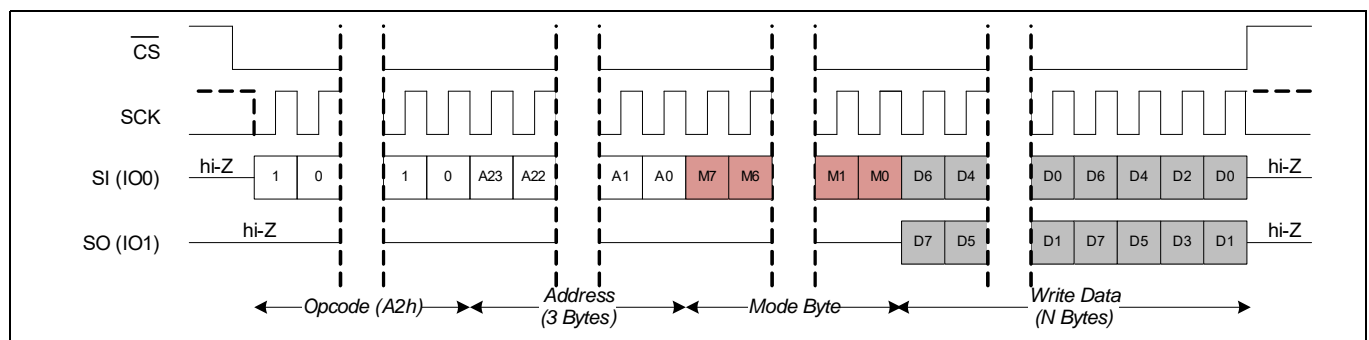 CS
SCK
SI (IO0) hi-Z 1 0 1 0 A23 A22 A1 A0 M7 M6 M1 M0 D6 D4 D0 D6 D4 D2 D0 hi-Z
SO (IO1) hi-Z D7 D5 D1 D7 D5 D3 D1 hi-Z
Opcode (A2h) Address Mode Byte Write Data
(3 Bytes) (N Bytes)